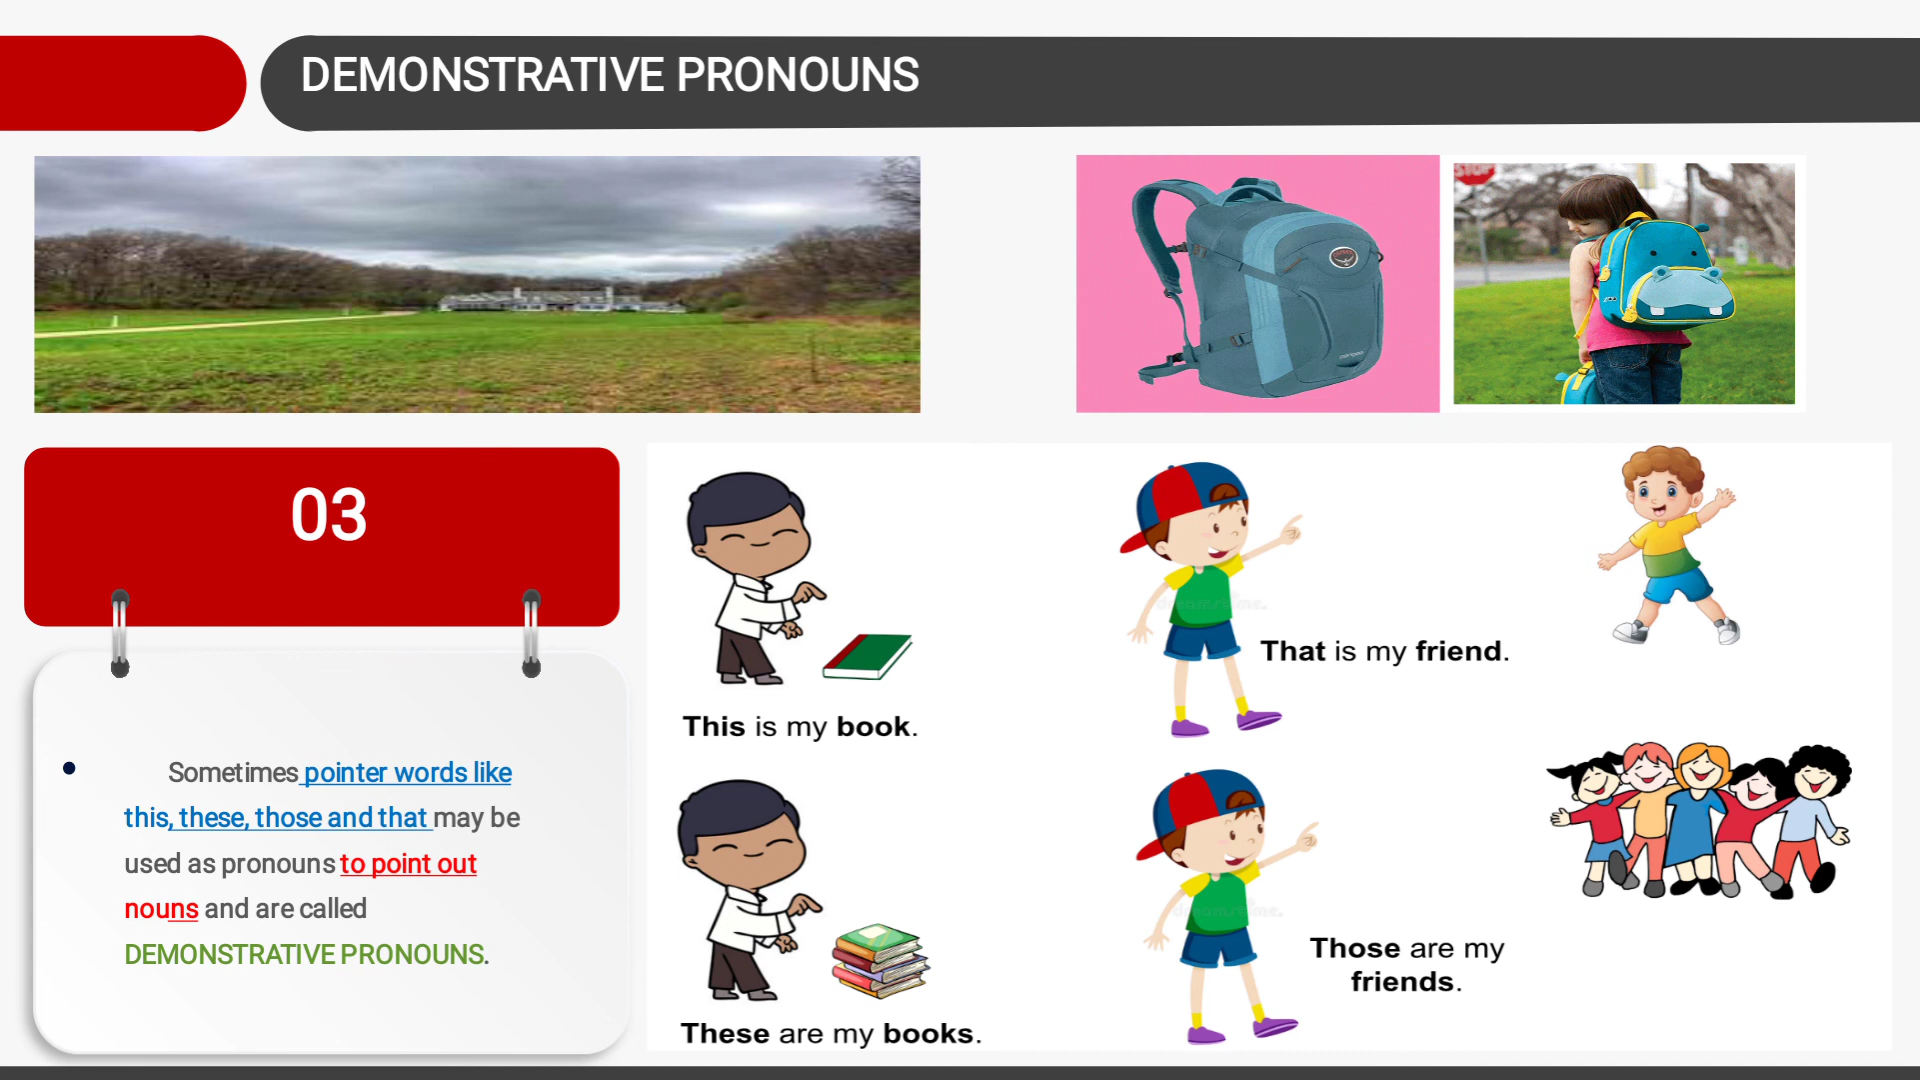 DEMONSTRATIVE PRONOUNS
STOP
03
Sometimes pointer words like
this, these, those and that may be
used as pronouns to point out
nouns and are called
DEMONSTRATIVE PRONOUNS.
This is my book.
That is my friend.
These are my books.
Those are my
friends.